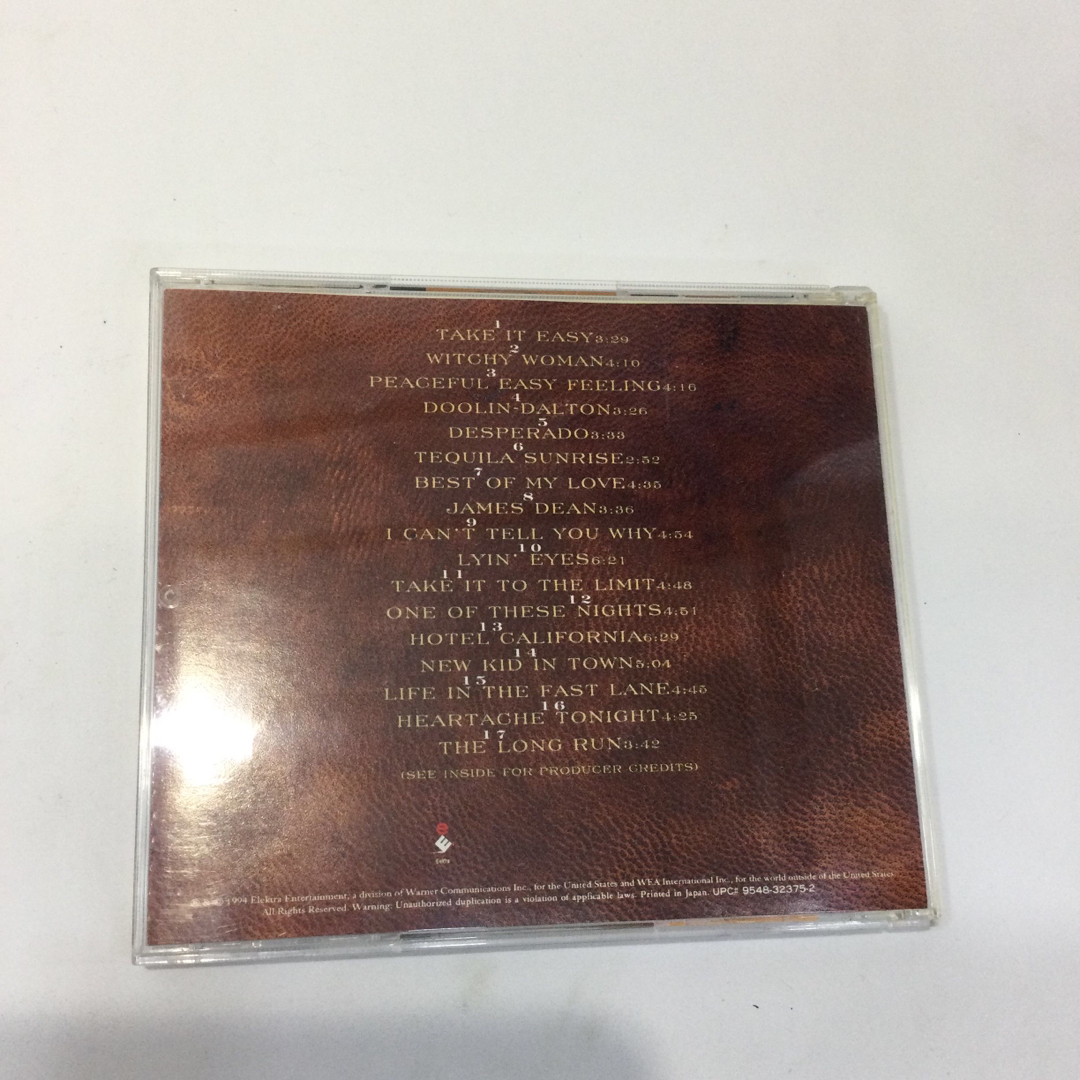 1
TAKE IT EASY 3:29
2
WITCHY WOMAN 4:10
3
PEACEFUL EASY FEELING 4:16
4
DOOLIN-DALTON 3:26
5
DESPERADO 3:33
6
TEQUILA SUNRISE 2:52
7
BEST OF MY LOVE 4:35
8
JAMES DEAN 3:36
9
I CAN'T TELL YOU WHY 4:54
10
LYIN' EYES 6:21
11
TAKE IT TO THE LIMIT 4:48
12
ONE OF THESE NIGHTS 4:51
13
HOTEL CALIFORNIA 6:29
14
NEW KID IN TOWN 5:04
15
LIFE IN THE FAST LANE 4:45
16
HEARTACHE TONIGHT 4:25
17
THE LONG RUN 3:42
(SEE INSIDE FOR PRODUCER CREDITS)
1994 Elektra Entertainment, a division of Warner Communications Inc., for the United States and WEA International Inc., for the world outside of the United States.
All Rights Reserved. Warning: Unauthorized duplication is a violation of applicable laws. Printed in Japan. UPC# 9548-32375-2